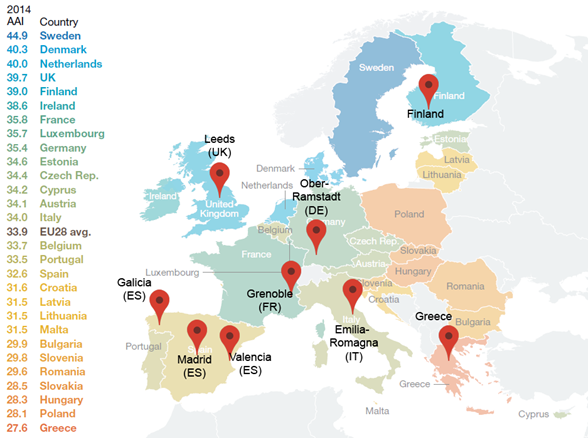 2014
AAI Country
44.9 Sweden
40.3 Denmark
40.0 Netherlands
39.7 UK
39.0 Finland
38.6 Ireland
35.8 France
35.7 Luxembourg
35.4 Germany
34.6 Estonia
34.4 Czech Rep.
34.2 Cyprus
34.1 Austria
34.0 Italy
33.9 EU28 avg.
33.7 Belgium
33.5 Portugal
32.6 Spain
31.6 Croatia
31.5 Latvia
31.5 Lithuania
31.5 Malta
29.9 Bulgaria
29.8 Slovenia
29.6 Romania
28.5 Slovakia
28.3 Hungary
28.1 Poland
27.6 Greece
Sweden
Finland
Finland
Estonia
Latvia
Lithuania
Leeds
(UK)
Denmark
Netherlands
Ober-
Ramstadt
(DE)
Ireland
United
Kingdom
Belgium
Poland
Czech Rep.
Slovakia
France
Austria
Hungary
Luxembourg
Romania
Galicia
(ES)
Grenoble
(FR)
Croatia
Italy
Emilia-
Romagna
(IT)
Greece
Bulgaria
Portugal
Madrid
(ES)
Valencia
(ES)
Greece
Malta
Cyprus